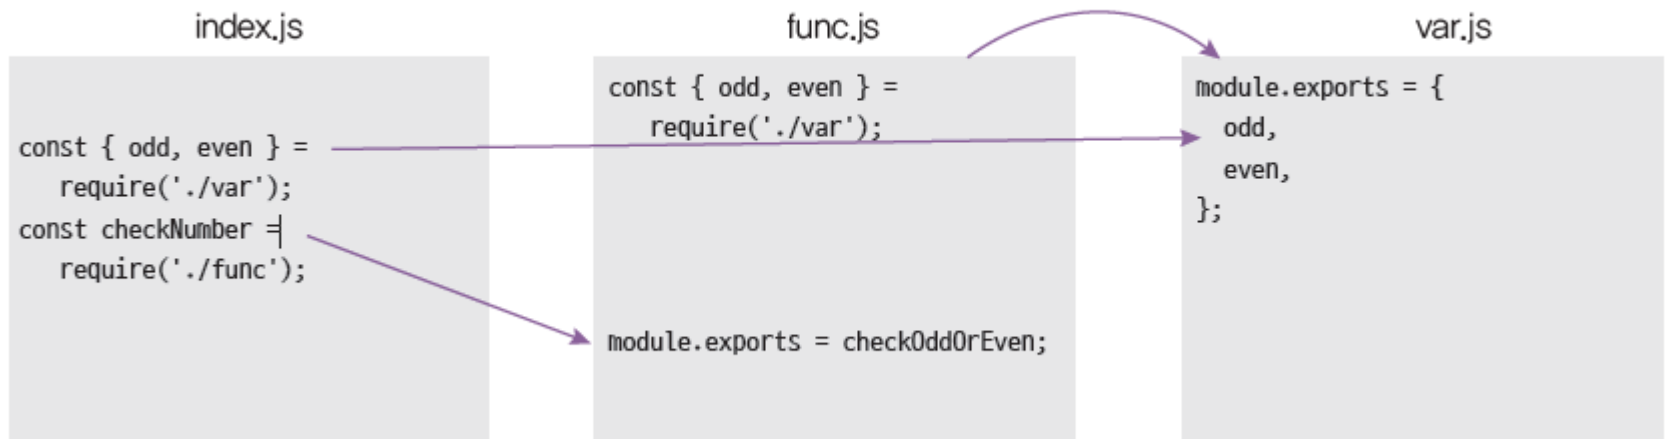 index.js
const { odd, even } =
require('./var');
const checkNumber =
require('./func');
func.js
const { odd, even } =
require('./var');
module.exports = checkOddOrEven;
var.js
module.exports = {
odd,
even,
};